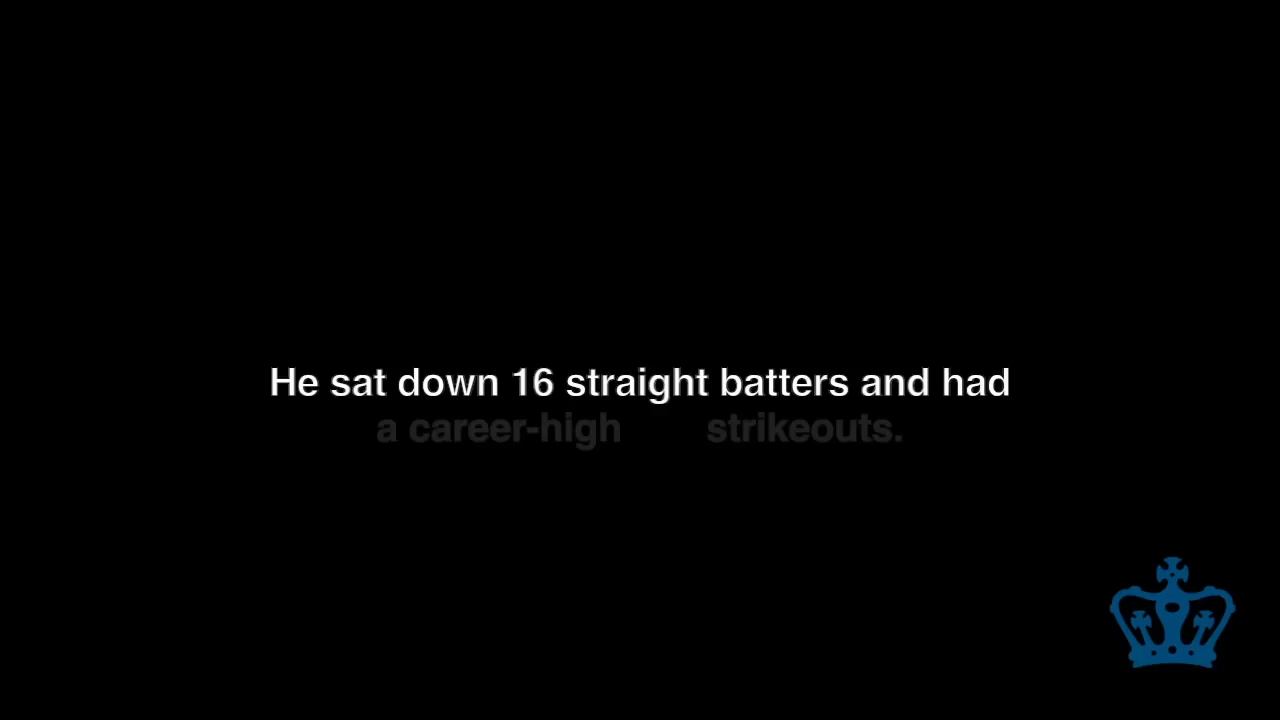 He sat down 16 straight batters and had
a career-high strikeouts.